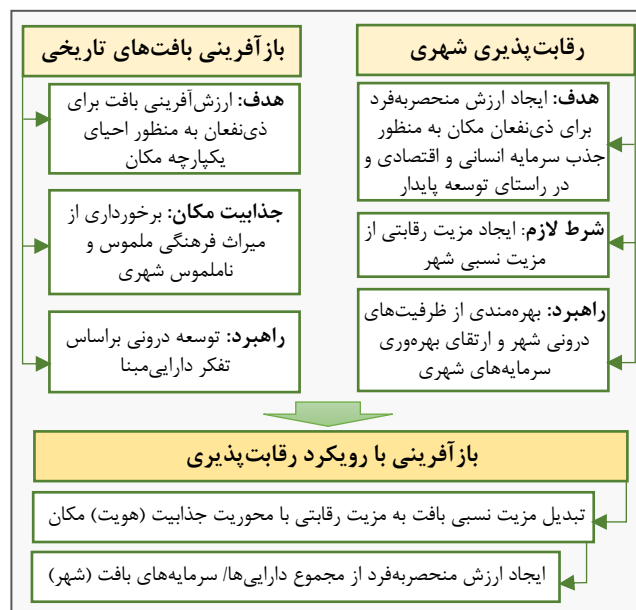 رقابت‌پذیری شهری
هدف: ایجاد ارزش منحصربه‌فرد
برای ذی‌نفعان مکان به منظور
جذب سرمایه انسانی و اقتصادی و
در راستای توسعه پایدار
شرط لازم: ایجاد مزیت رقابتی از
مزیت نسبی شهر
راهبرد: بهره‌مندی از ظرفیت‌های
درونی شهر و ارتقای بهره‌وری
سرمایه‌های شهری
بازآفرینی بافت‌های تاریخی
هدف: ارزش‌آفرینی بافت برای
ذی‌نفعان به منظور احیای
یکپارچه مکان
جذابیت مکان: برخورداری از
میراث فرهنگی ملموس و
ناملموس شهری
راهبرد: توسعه درونی براساس
تفکر دارایی‌مبنا
بازآفرینی با رویکرد رقابت‌پذیری
تبدیل مزیت نسبی بافت به مزیت رقابتی با محوریت جذابیت (هویت) مکان
ایجاد ارزش منحصربه‌فرد از مجموع دارایی‌ها/ سرمایه‌های بافت (شهر)